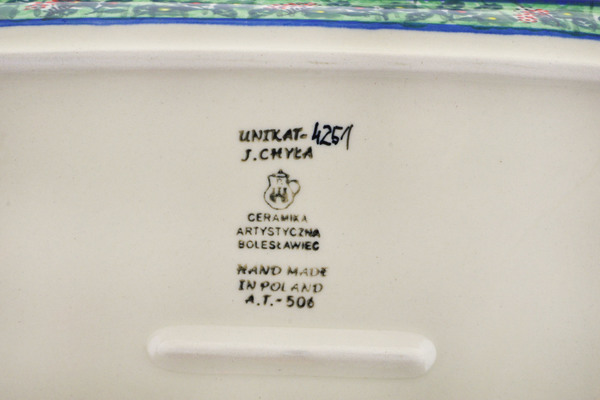 UNIKAT-4251
J.CHYŁA
CERAMIKA
ARTYSTYCZNA
BOLESŁAWIEC
HAND MADE
IN POLAND
A.T.-506